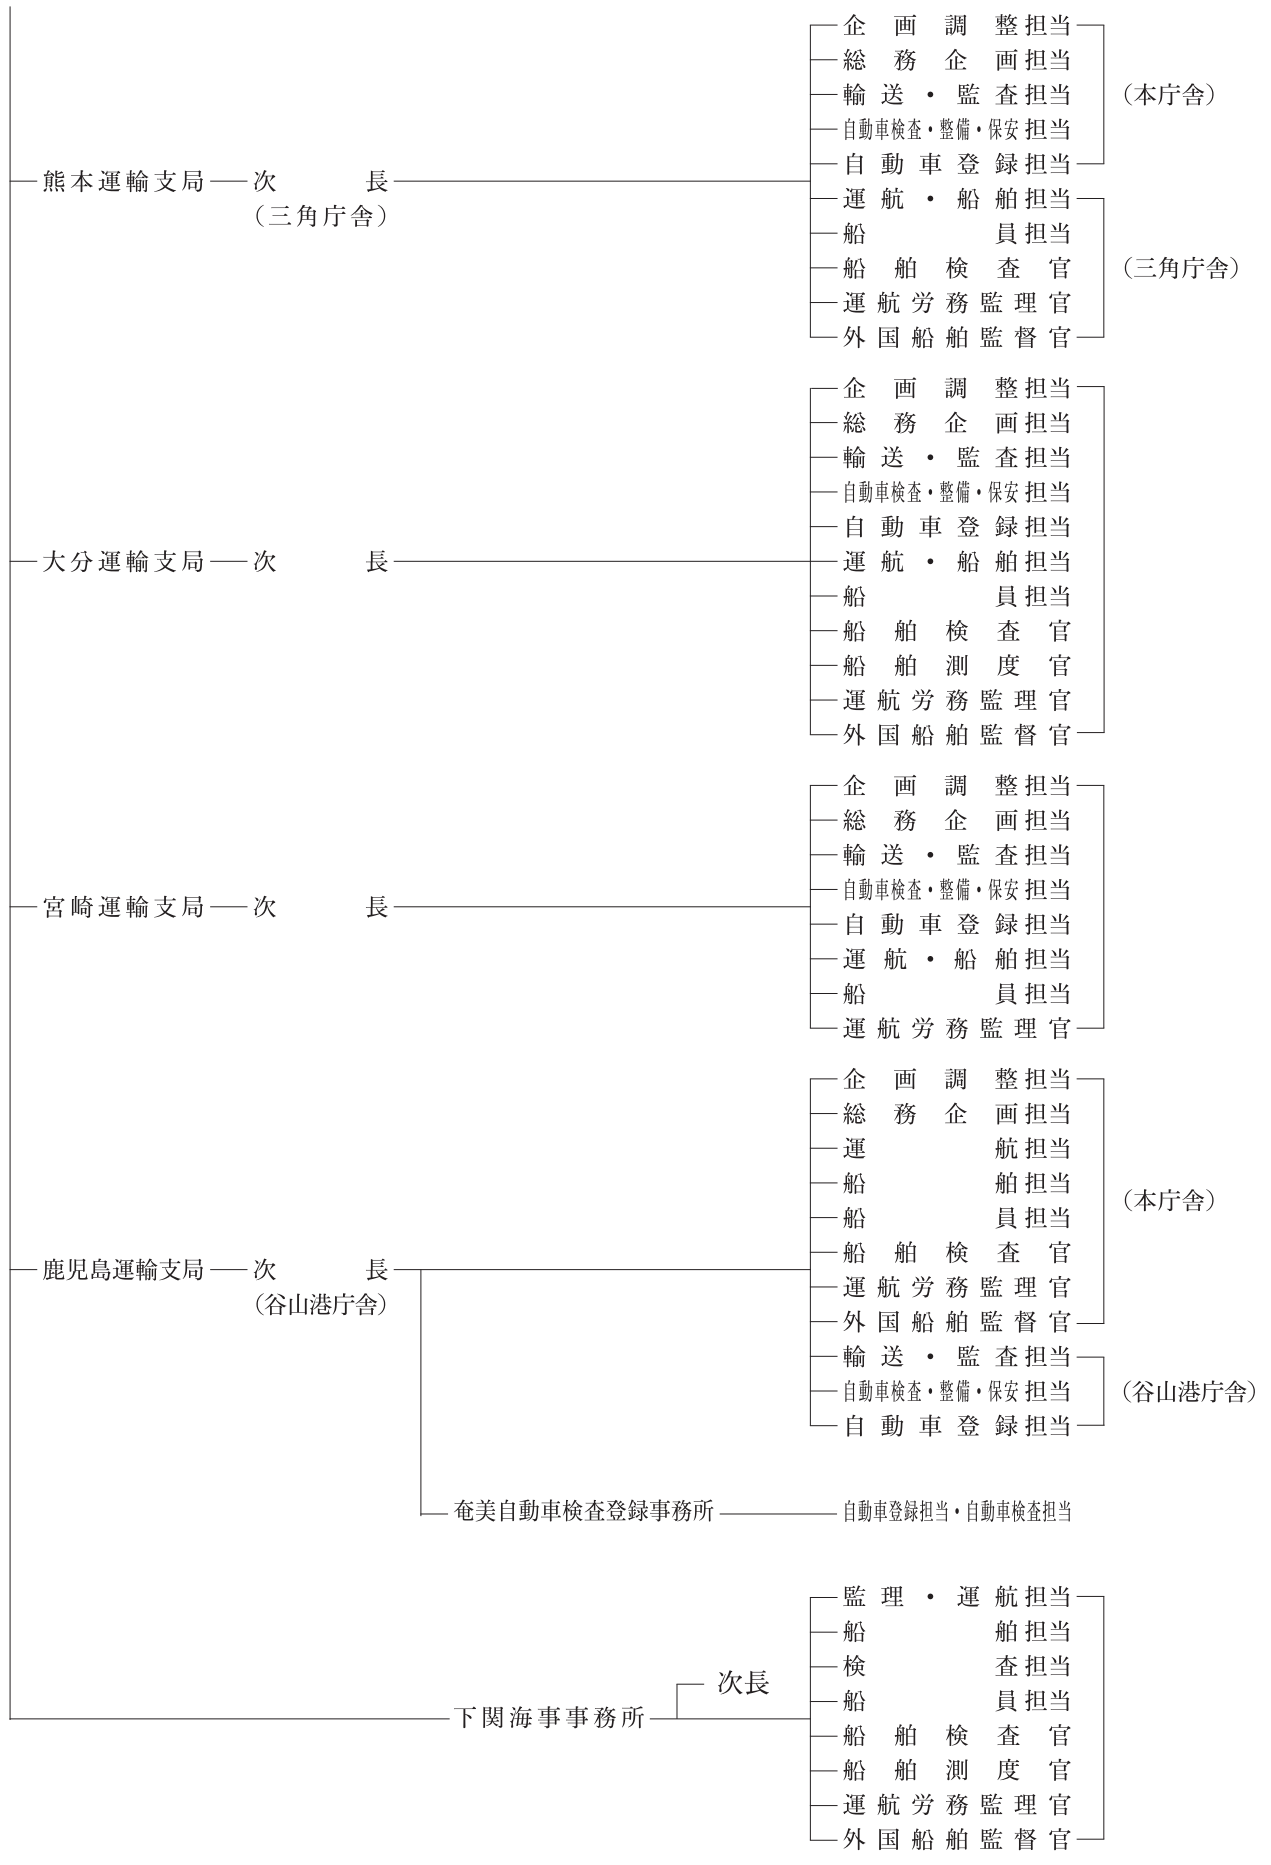 企画調整担当
総務企画担当
輸送・監査担当
(本庁舎)
自動車検査・整備・保安担当
自動車登録担当
熊本運輸支局 次長
(三角庁舎)
運航・船舶担当
船員担当
船舶検査官
(三角庁舎)
運航労務監理官
外国船舶監督官
企画調整担当
総務企画担当
輸送・監査担当
自動車検査・整備・保安担当
自動車登録担当
大分運輸支局 次長
運航・船舶担当
船員担当
船舶検査官
船舶測度官
運航労務監理官
外国船舶監督官
企画調整担当
総務企画担当
輸送・監査担当
自動車検査・整備・保安担当
宮崎運輸支局 次長
自動車登録担当
運航・船舶担当
船員担当
運航労務監理官
企画調整担当
総務企画担当
運航担当
船舶担当
(本庁舎)
船員担当
船舶検査官
鹿児島運輸支局 次長
(谷山港庁舎)
運航労務監理官
外国船舶監督官
輸送・監査担当
自動車検査・整備・保安担当
(谷山港庁舎)
自動車登録担当
奄美自動車検査登録事務所 自動車登録担当・自動車検査担当
監理・運航担当
船舶担当
検査担当
次長
船員担当
下関海事事務所
船舶検査官
船舶測度官
運航労務監理官
外国船舶監督官